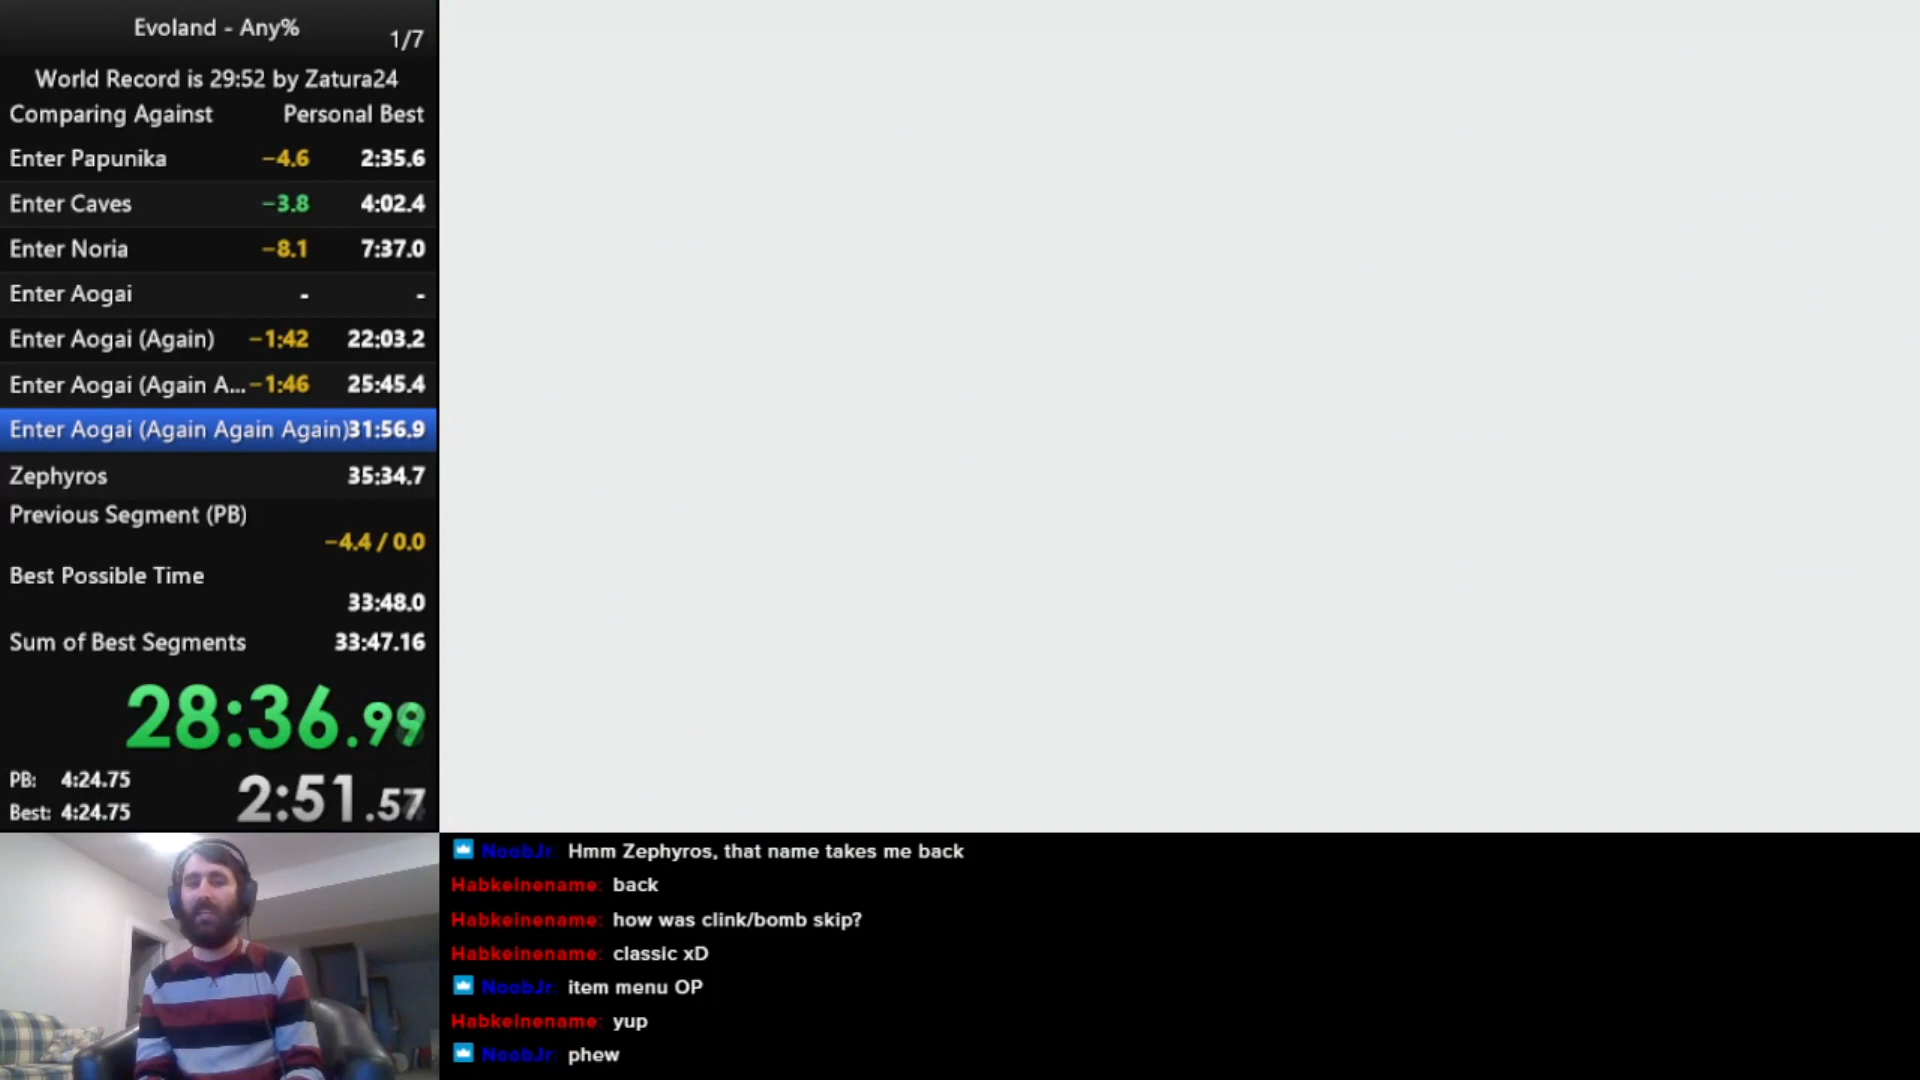 Evoland - Any%
1/7
World Record is 29:52 by Zatura24
Comparing Against Personal Best
Enter Papunika −4.6 2:35.6
Enter Caves −3.8 4:02.4
Enter Noria −8.1 7:37.0
Enter Aogai - -
Enter Aogai (Again) −1:42 22:03.2
Enter Aogai (Again A... −1:46 25:45.4
Enter Aogai (Again Again Again) 31:56.9
Zephyros 35:34.7
Previous Segment (PB)
−4.4 / 0.0
Best Possible Time
33:48.0
Sum of Best Segments 33:47.16
28:36.99
PB: 4:24.75
Best: 4:24.75
2:51.57
NoobJr: Hmm Zephyros, that name takes me back
Habkeinename: back
Habkeinename: how was clink/bomb skip?
Habkeinename: classic xD
NoobJr: item menu OP
Habkeinename: yup
NoobJr: phew